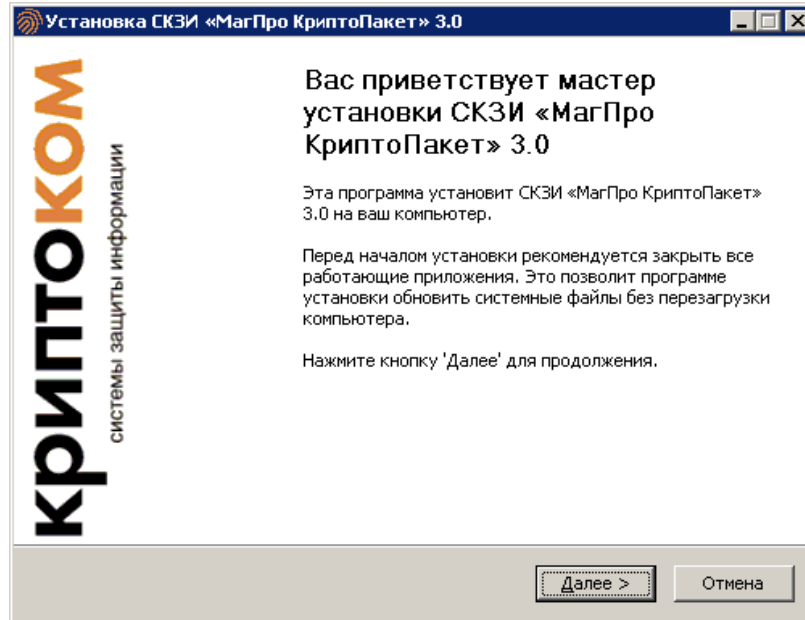 Установка СКЗИ «МагПро КриптоПакет» 3.0
криптоком
системы защиты информации
Вас приветствует мастер
установки СКЗИ «МагПро
КриптоПакет» 3.0
Эта программа установит СКЗИ «МагПро КриптоПакет»
3.0 на ваш компьютер.
Перед началом установки рекомендуется закрыть все
работающие приложения. Это позволит программе
установки обновить системные файлы без перезагрузки
компьютера.
Нажмите кнопку 'Далее' для продолжения.
Далее >
Отмена